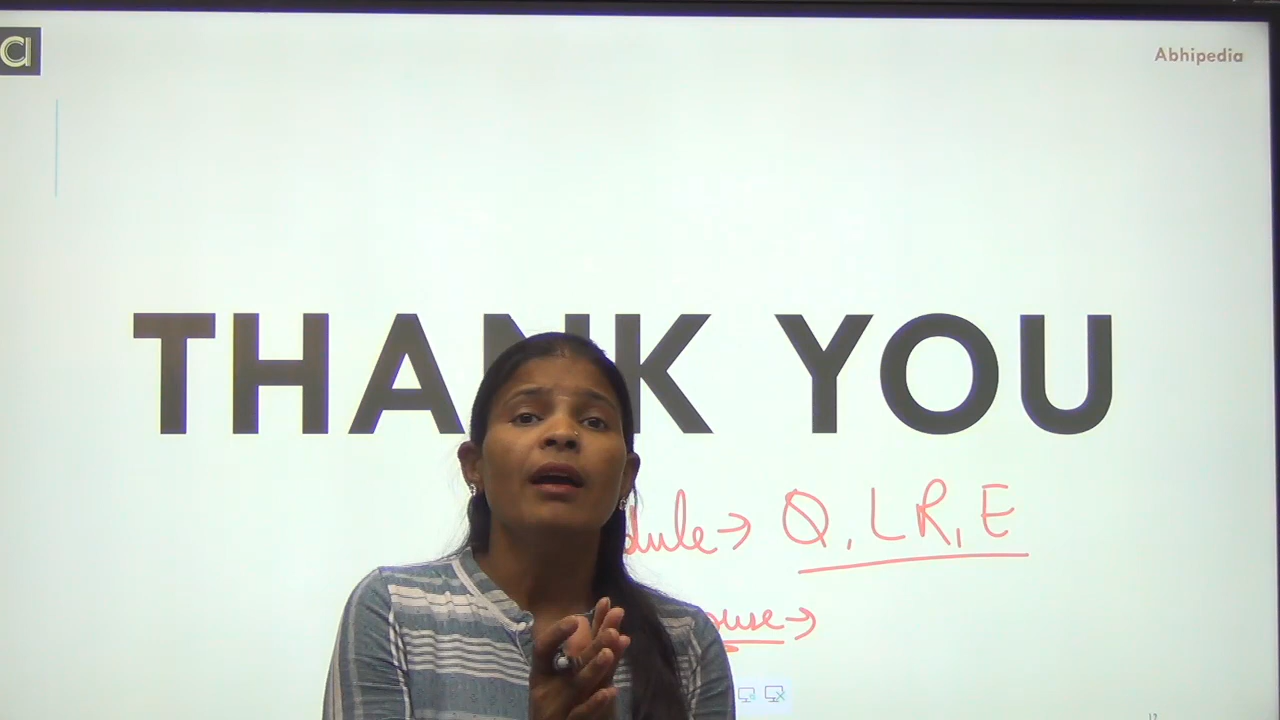 Abhipedia
THANK YOU
dule → Q, LR, E
ouse →